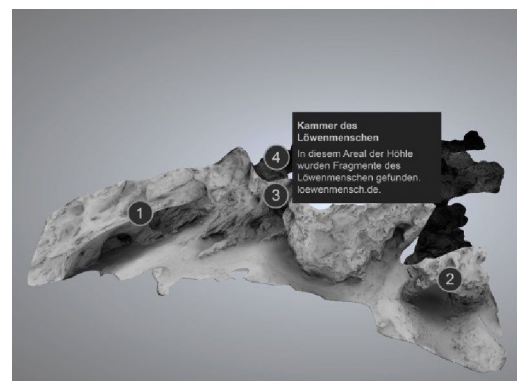 Kammer des
Löwenmenschen
In diesem Areal der Höhle
wurden Fragmente des
Löwenmenschen gefunden.
loewenmensch.de.
4
3
1
2